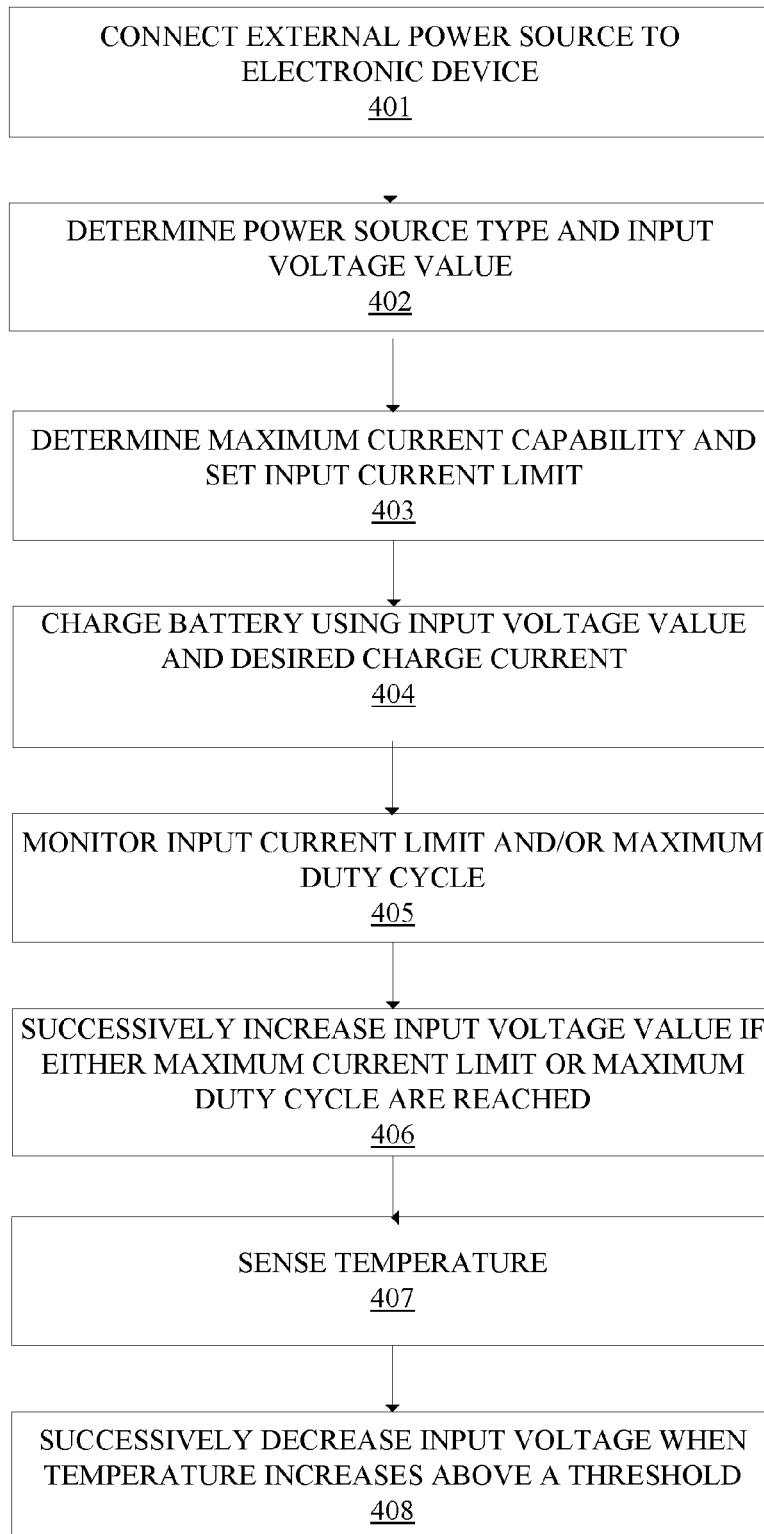 CONNECT EXTERNAL POWER SOURCE TO
ELECTRONIC DEVICE
401
DETERMINE POWER SOURCE TYPE AND INPUT
VOLTAGE VALUE
402
DETERMINE MAXIMUM CURRENT CAPABILITY AND
SET INPUT CURRENT LIMIT
403
CHARGE BATTERY USING INPUT VOLTAGE VALUE
AND DESIRED CHARGE CURRENT
404
MONITOR INPUT CURRENT LIMIT AND/OR MAXIMUM
DUTY CYCLE
405
SUCCESSIVELY INCREASE INPUT VOLTAGE VALUE IF
EITHER MAXIMUM CURRENT LIMIT OR MAXIMUM
DUTY CYCLE ARE REACHED
406
SENSE TEMPERATURE
407
SUCCESSIVELY DECREASE INPUT VOLTAGE WHEN
TEMPERATURE INCREASES ABOVE A THRESHOLD
408